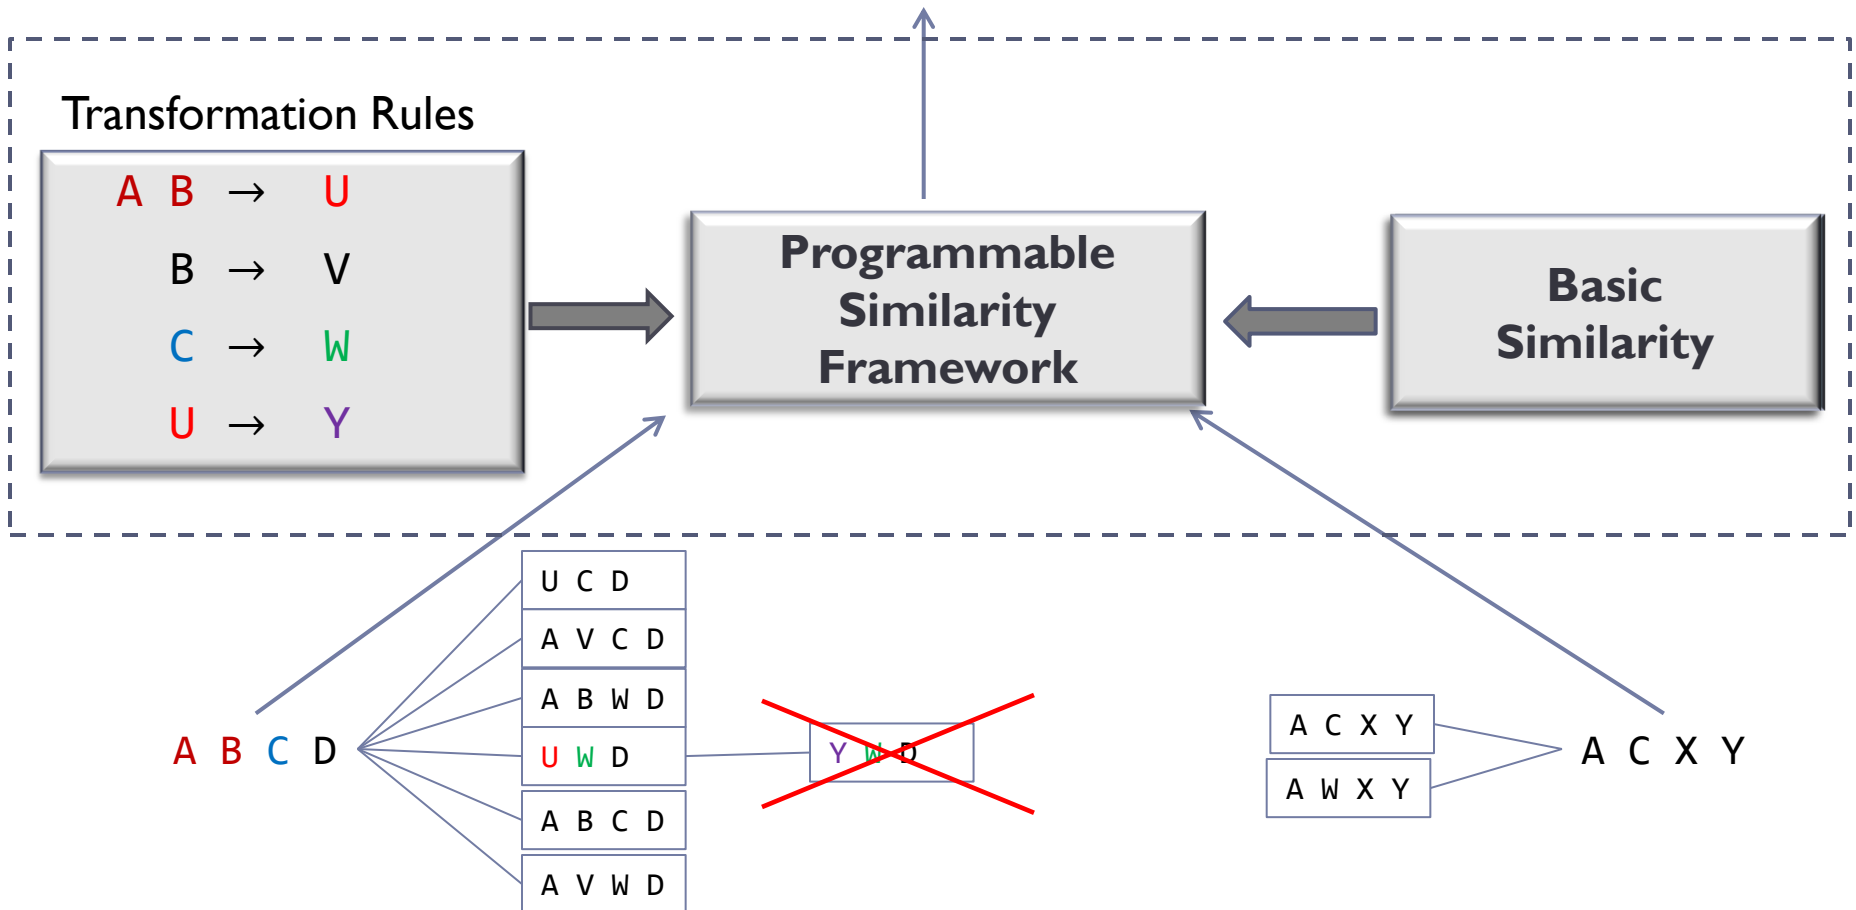 Transformation Rules
A B → U
B → V
C → W
U → Y
Programmable
Similarity
Framework
Basic
Similarity
U C D
A V C D
A B W D
U W D
A B C D
A V W D
A B C D
Y W D
A C X Y
A W X Y
A C X Y